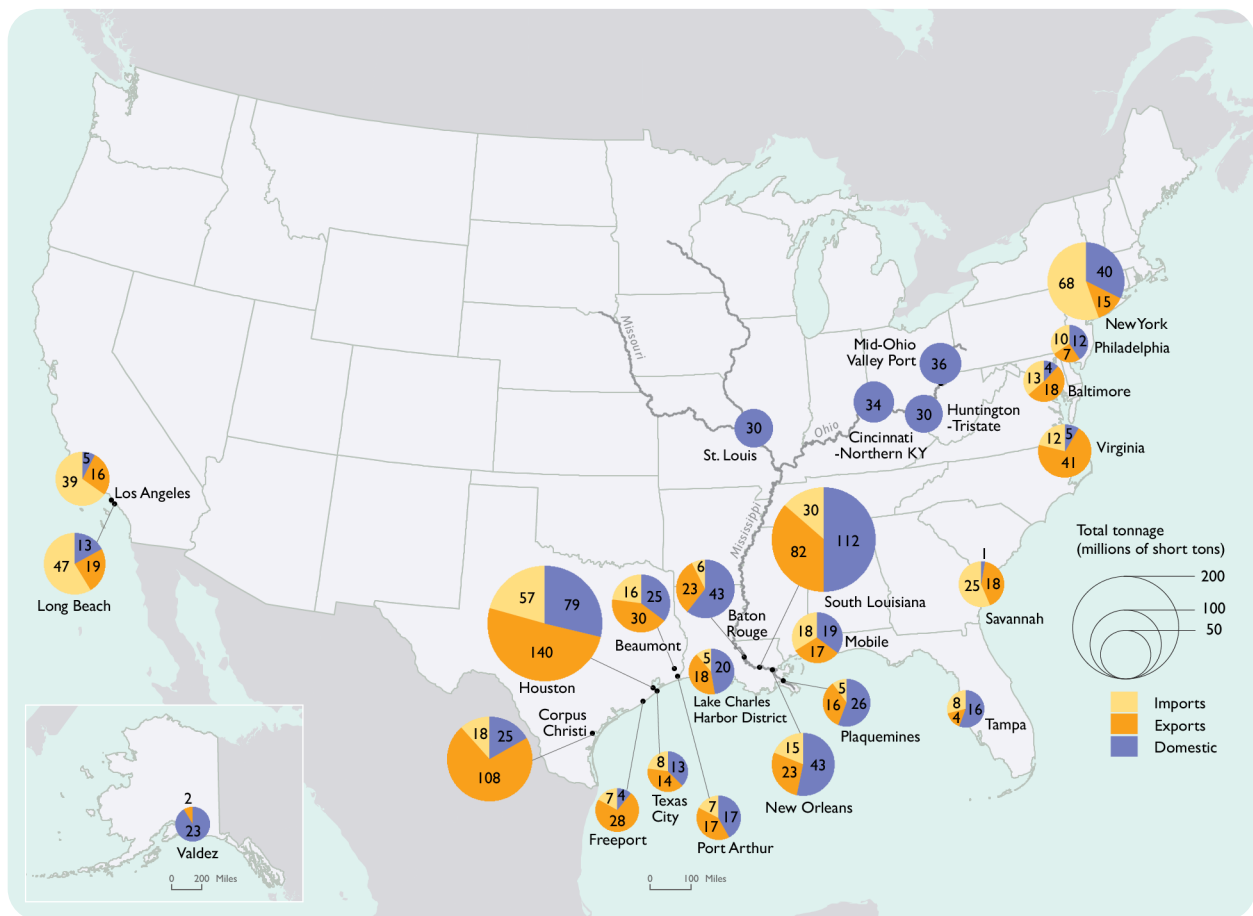 40
68
15
New York
10
12
7
Philadelphia
Mid-Ohio
Valley Port
36
4
13
18
Baltimore
34
30
Huntington
-Tristate
Cincinnati
-Northern KY
Missouri
Ohio
Mississippi
30
St. Louis
12
5
41
Virginia
5
16
39
Los Angeles
13
47
19
Long Beach
30
112
82
South Louisiana
Total tonnage
(millions of short tons)
200
100
50
Imports
Exports
Domestic
1
25
18
Savannah
57
79
140
Houston
16
25
30
Beaumont
6
23
43
Baton
Rouge
18
19
17
Mobile
5
20
18
Lake Charles
Harbor District
5
16
26
Plaquemines
8
16
4
Tampa
Corpus
Christi
18
25
108
15
43
23
New Orleans
8
13
14
Texas
City
7
4
28
Freeport
7
17
17
Port Arthur
2
23
Valdez
0
200
Miles
0
100
Miles